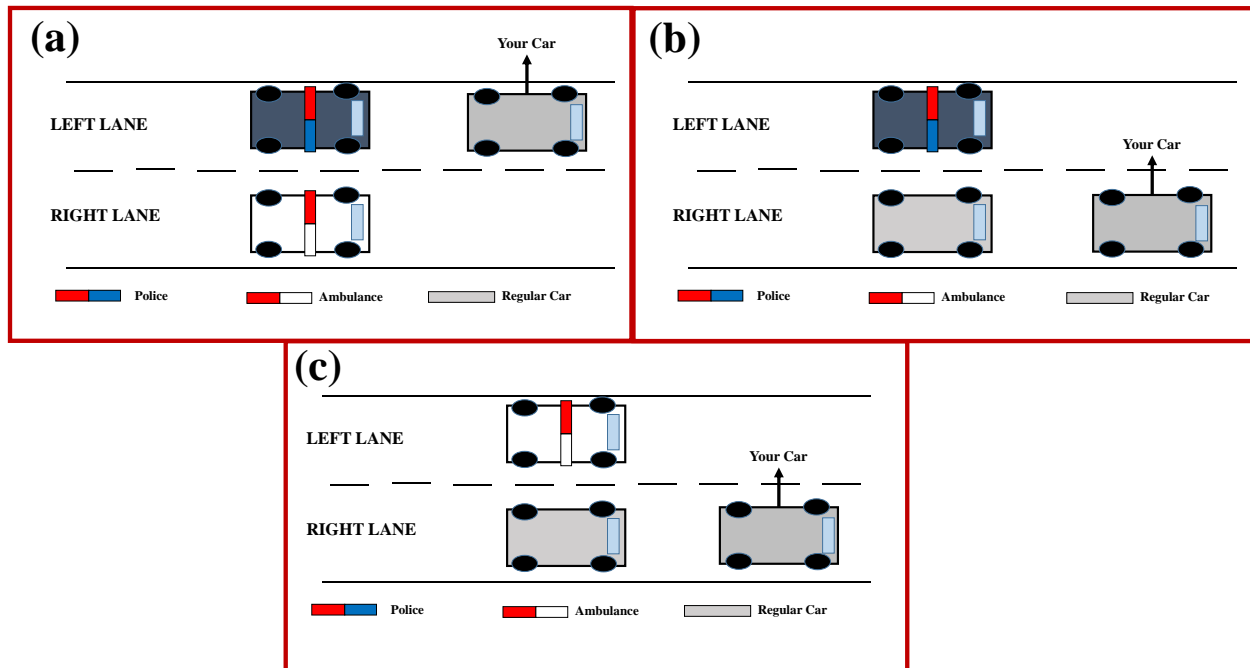 (a)
Your Car
LEFT LANE
RIGHT LANE
Police
Ambulance
Regular Car
(b)
Your Car
LEFT LANE
RIGHT LANE
Police
Ambulance
Regular Car
(c)
LEFT LANE
Your Car
RIGHT LANE
Police
Ambulance
Regular Car